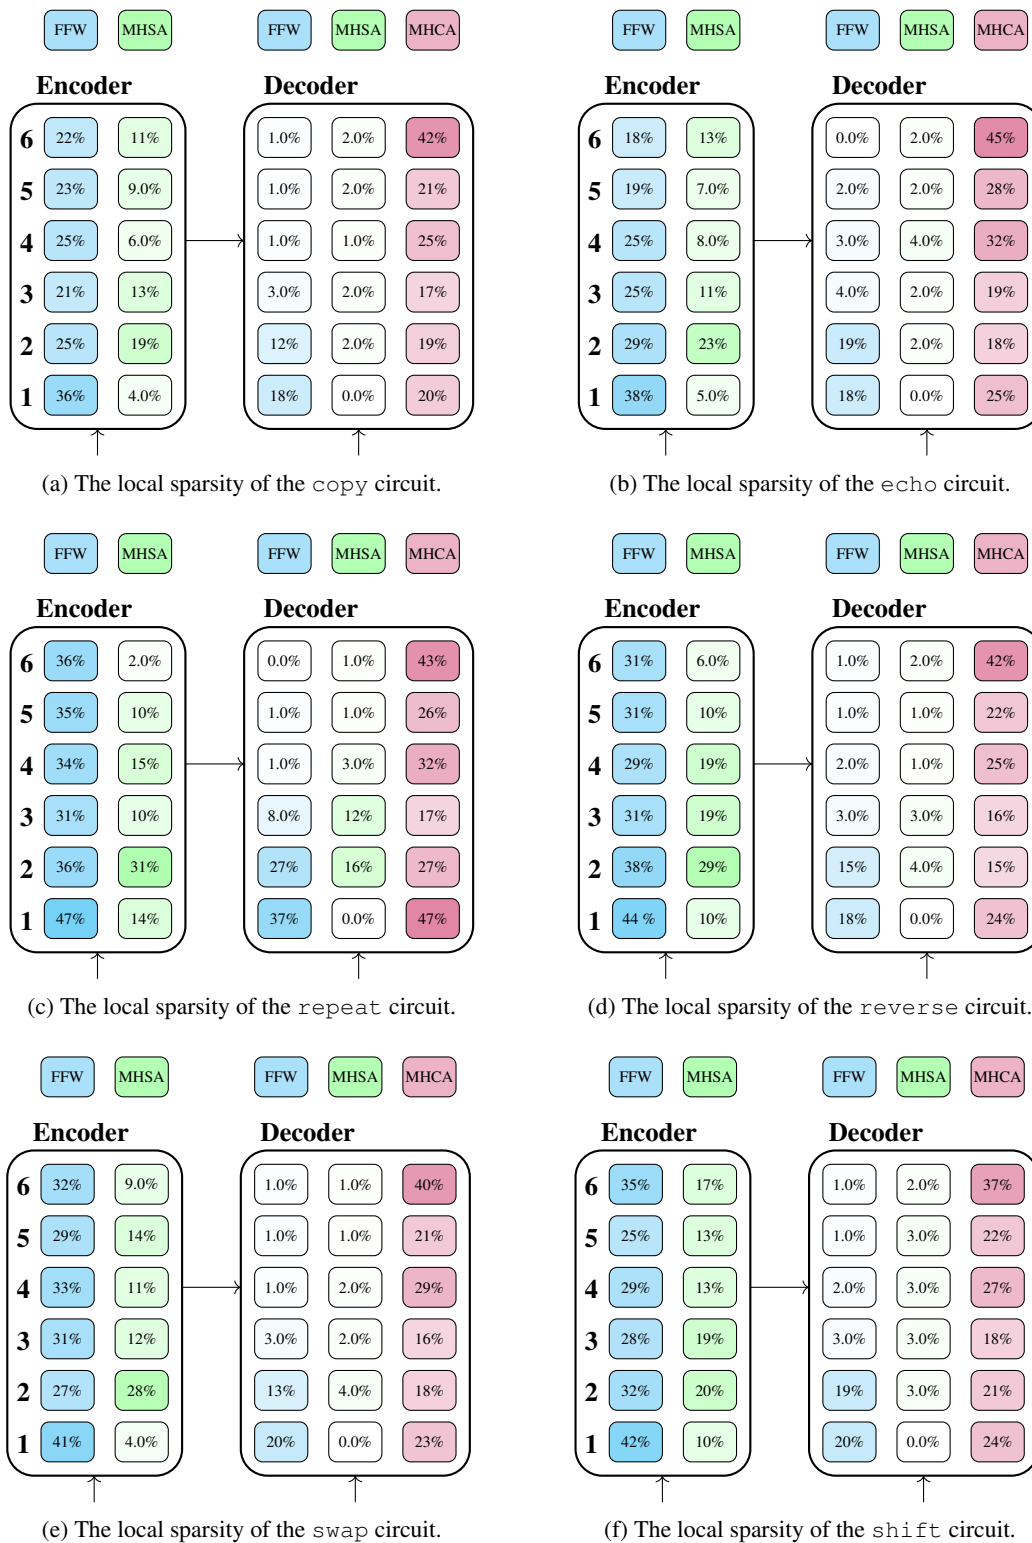 FFW MHSA FFW MHSA MHCA
Encoder Decoder
6 22% 11% 1.0% 2.0% 42%
5 23% 9.0% 1.0% 2.0% 21%
4 25% 6.0% 1.0% 1.0% 25%
3 21% 13% 3.0% 2.0% 17%
2 25% 19% 12% 2.0% 19%
1 36% 4.0% 18% 0.0% 20%
(a) The local sparsity of the copy circuit.
FFW MHSA FFW MHSA MHCA
Encoder Decoder
6 18% 13% 0.0% 2.0% 45%
5 19% 7.0% 2.0% 2.0% 28%
4 25% 8.0% 3.0% 4.0% 32%
3 25% 11% 4.0% 2.0% 19%
2 29% 23% 19% 2.0% 18%
1 38% 5.0% 18% 0.0% 25%
(b) The local sparsity of the echo circuit.
FFW MHSA FFW MHSA MHCA
Encoder Decoder
6 36% 2.0% 0.0% 1.0% 43%
5 35% 10% 1.0% 1.0% 26%
4 34% 15% 1.0% 3.0% 32%
3 31% 10% 8.0% 12% 17%
2 36% 31% 27% 16% 27%
1 47% 14% 37% 0.0% 47%
(c) The local sparsity of the repeat circuit.
FFW MHSA FFW MHSA MHCA
Encoder Decoder
6 31% 6.0% 1.0% 2.0% 42%
5 31% 10% 1.0% 1.0% 22%
4 29% 19% 2.0% 1.0% 25%
3 31% 19% 3.0% 3.0% 16%
2 38% 29% 15% 4.0% 15%
1 44 % 10% 18% 0.0% 24%
(d) The local sparsity of the reverse circuit.
FFW MHSA FFW MHSA MHCA
Encoder Decoder
6 32% 9.0% 1.0% 1.0% 40%
5 29% 14% 1.0% 1.0% 21%
4 33% 11% 1.0% 2.0% 29%
3 31% 12% 3.0% 2.0% 16%
2 27% 28% 13% 4.0% 18%
1 41% 4.0% 20% 0.0% 23%
(e) The local sparsity of the swap circuit.
FFW MHSA FFW MHSA MHCA
Encoder Decoder
6 35% 17% 1.0% 2.0% 37%
5 25% 13% 1.0% 3.0% 22%
4 29% 13% 2.0% 3.0% 27%
3 28% 19% 3.0% 3.0% 18%
2 32% 20% 19% 3.0% 21%
1 42% 10% 20% 0.0% 24%
(f) The local sparsity of the shift circuit.